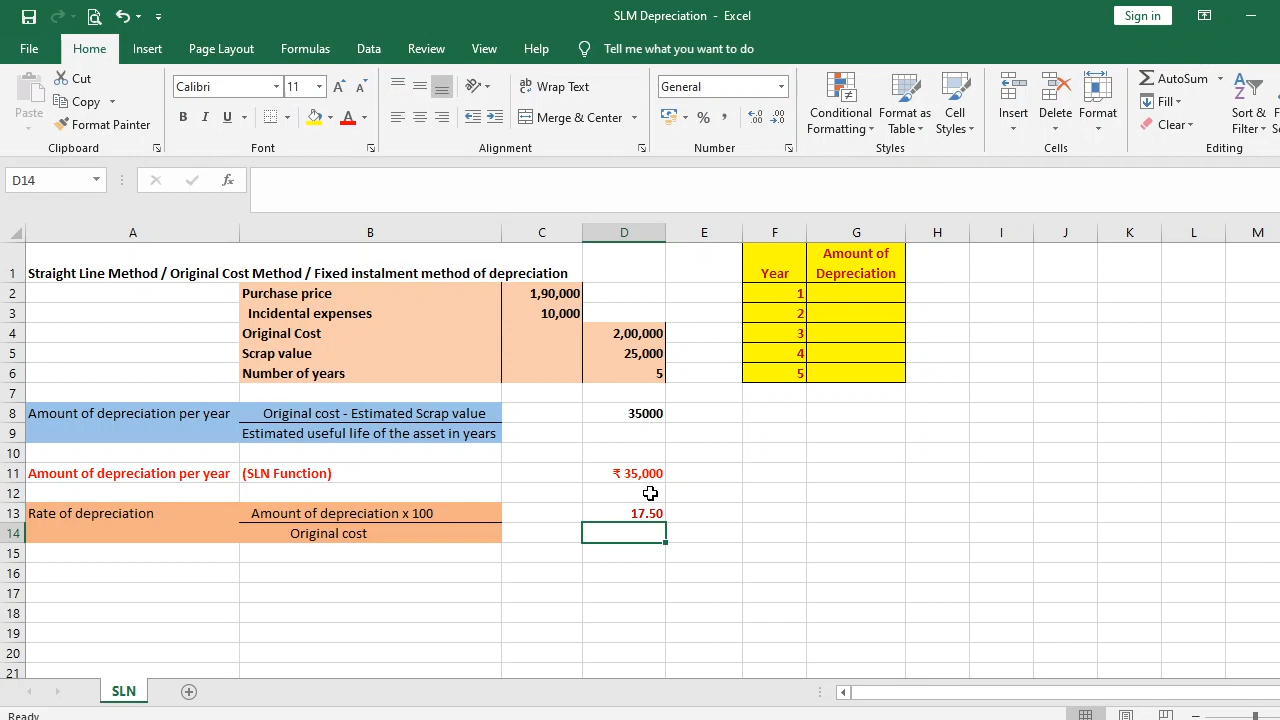 SLM Depreciation - Excel
Sign in
File Home Insert Page Layout Formulas Data Review View Help Tell me what you want to do
Paste
Cut
Copy
Format Painter
Clipboard
Calibri 11 A A
B I U A
Font
ab Wrap Text
Merge & Center
Alignment
General
% ,
Number
Conditional Formatting
Format as Table
Cell Styles
Styles
Insert Delete Format
Cells
AutoSum
Fill
Clear
Sort & Filter
Editing
D14 fx
A B C D E F G H I J K L M
1 Straight Line Method / Original Cost Method / Fixed instalment method of depreciation Year Amount of Depreciation
2 Purchase price 1,90,000 1
3 Incidental expenses 10,000 2
4 Original Cost 2,00,000 3
5 Scrap value 25,000 4
6 Number of years 5 5
7
8 Amount of depreciation per year Original cost - Estimated Scrap value 35000
9 Estimated useful life of the asset in years
10
11 Amount of depreciation per year (SLN Function) ₹ 35,000
12
13 Rate of depreciation Amount of depreciation x 100 17.50
14 Original cost
15
16
17
18
19
20
21
SLN
Ready